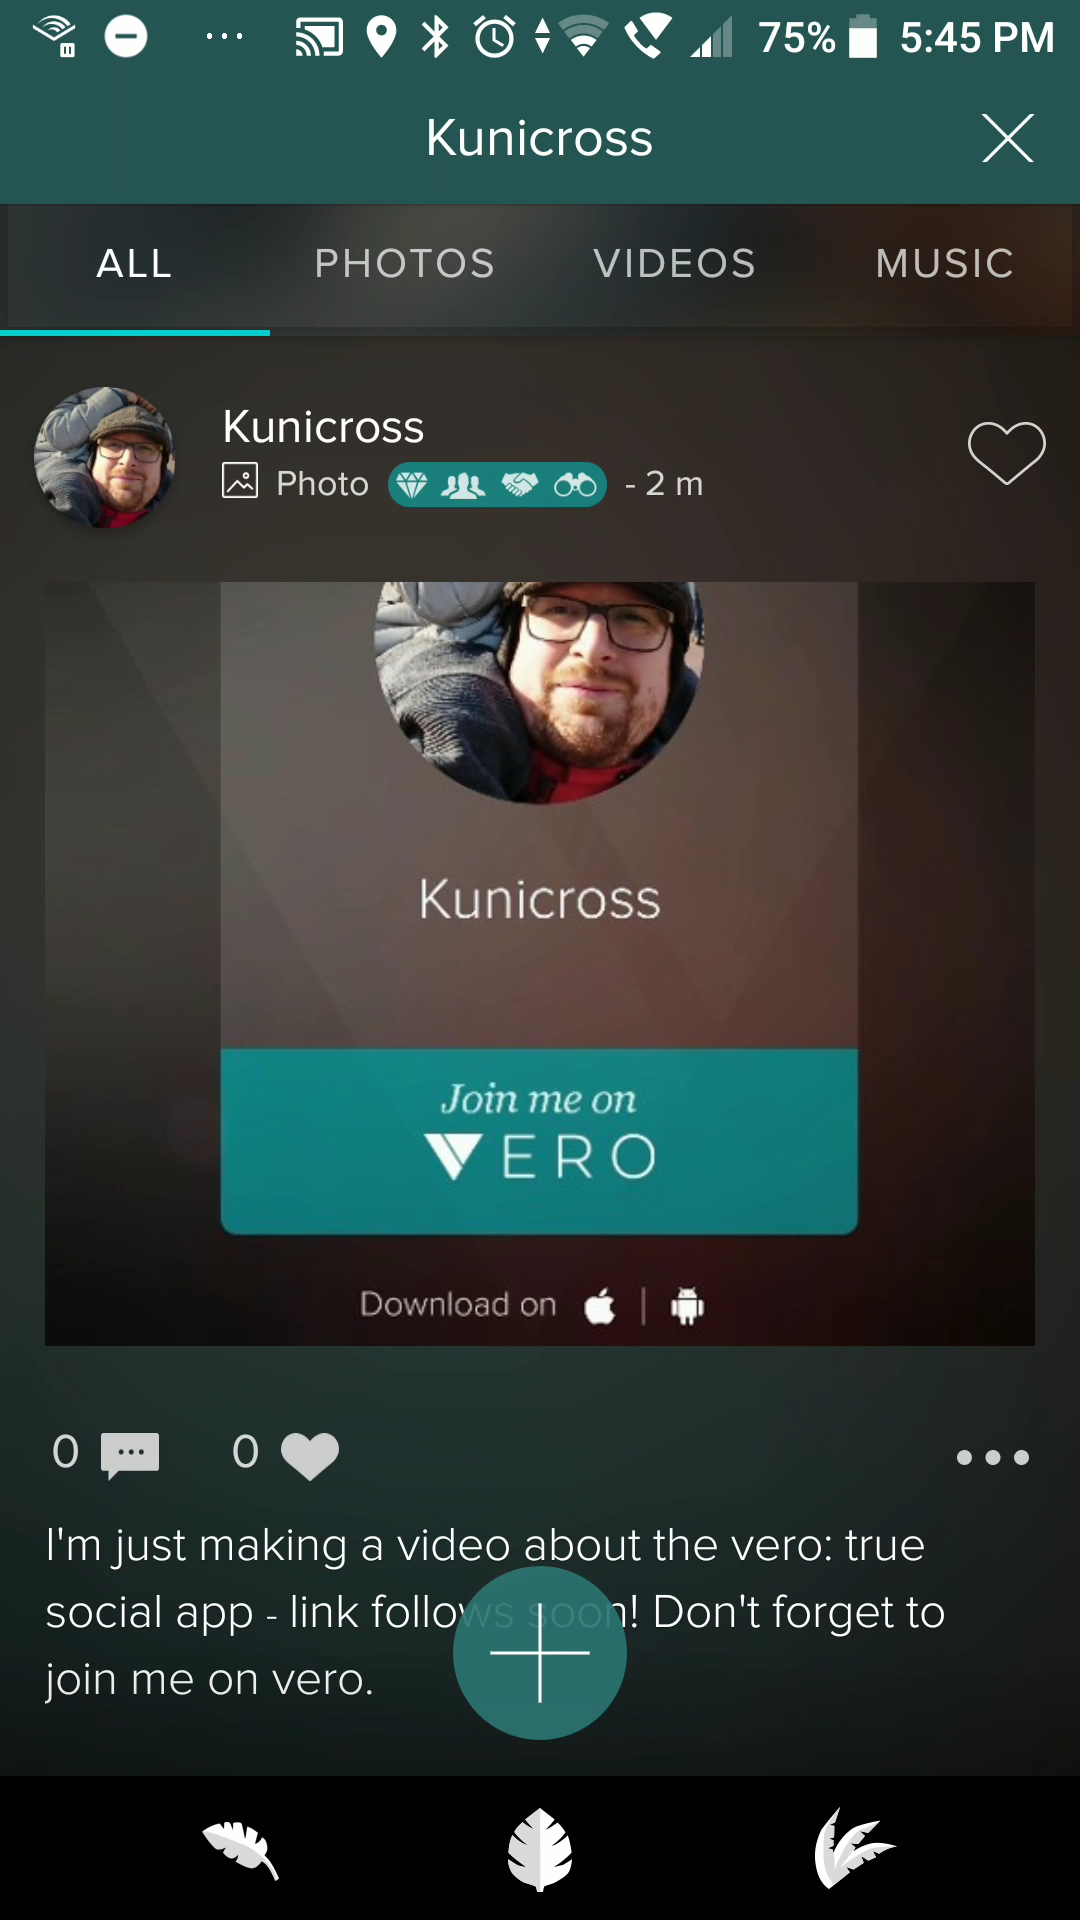 75% 5:45 PM
Kunicross
ALL PHOTOS VIDEOS MUSIC
Kunicross
Photo - 2 m
Kunicross
Join me on
VERO
Download on |
0 0
I'm just making a video about the vero: true
social app - link follows soon! Don't forget to
join me on vero.